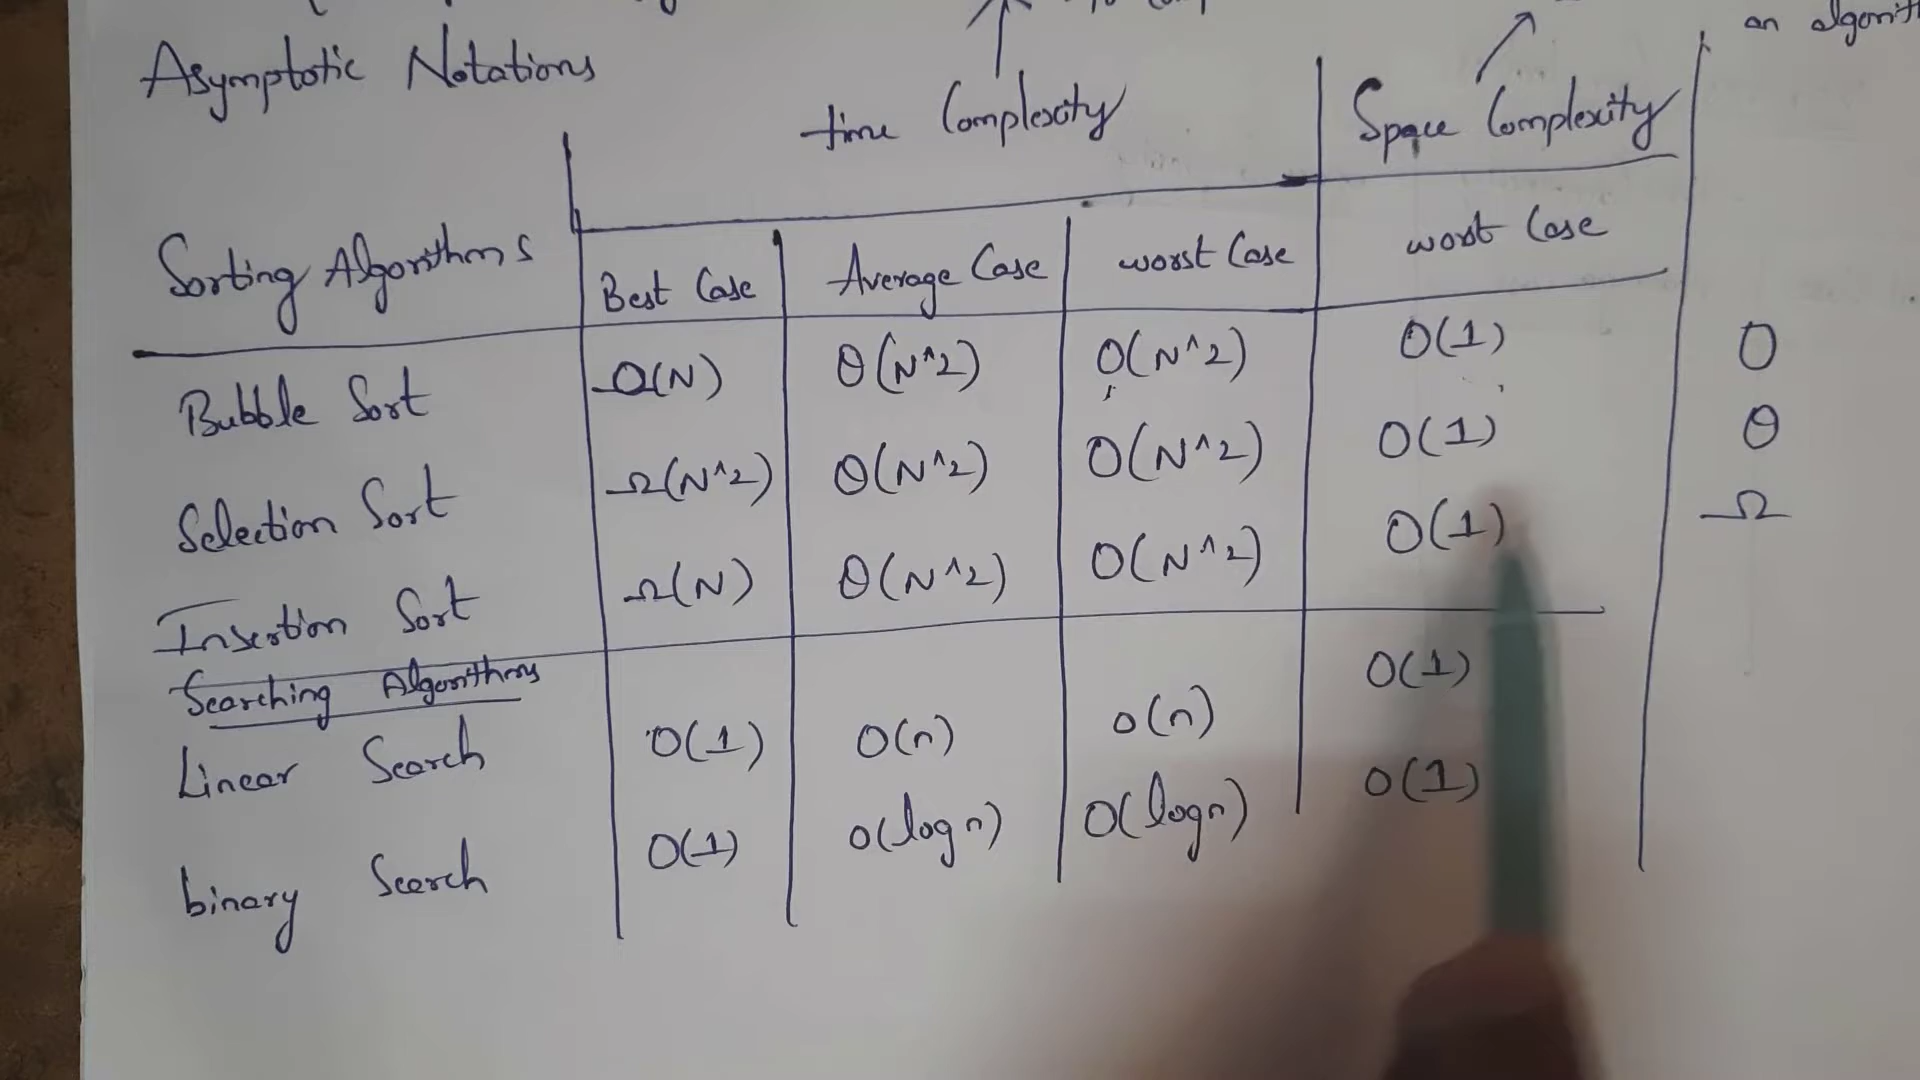 an algorit
Asymptotic Notations
time Complexity
Space Complexity
Sorting Algorithms
Best Case
Average Case
worst Case
worst Case
Bubble Sort Ω(N) θ(N^2) O(N^2) O(1) O
Selection Sort Ω(N^2) θ(N^2) O(N^2) O(1) θ
Insertion Sort Ω(N) θ(N^2) O(N^2) O(1) Ω
Searching Algorithms
Linear Search O(1) O(n) O(n) O(1)
binary Search O(1) O(logn) O(logn) O(1)